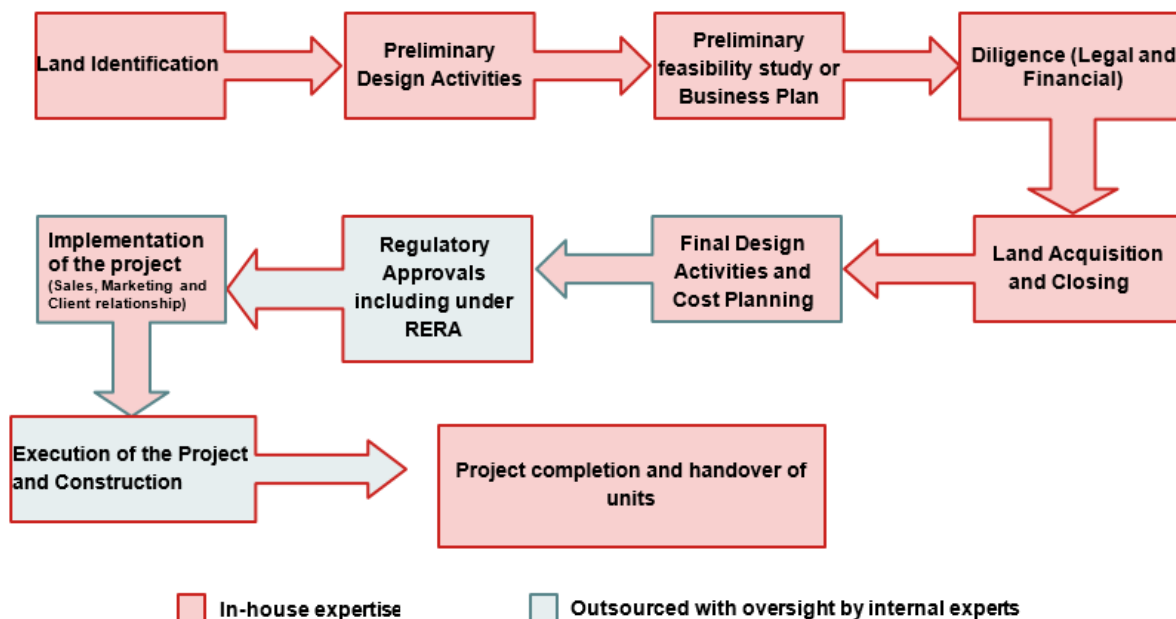 Land Identification
Preliminary
Design Activities
Preliminary
feasibility study or
Business Plan
Diligence (Legal and
Financial)
Land Acquisition
and Closing
Final Design
Activities and
Cost Planning
Regulatory
Approvals
including under
RERA
Implementation
of the project
(Sales, Marketing and
Client relationship)
Execution of the Project
and Construction
Project completion and handover of
units
In-house expertise
Outsourced with oversight by internal experts